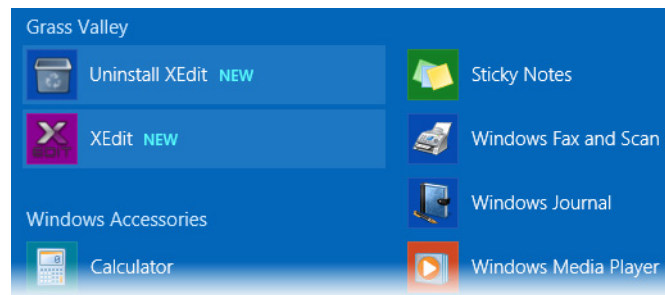 Grass Valley
Uninstall XEdit NEW
XEdit NEW
EDIT
Windows Accessories
Calculator
Sticky Notes
Windows Fax and Scan
Windows Journal
Windows Media Player